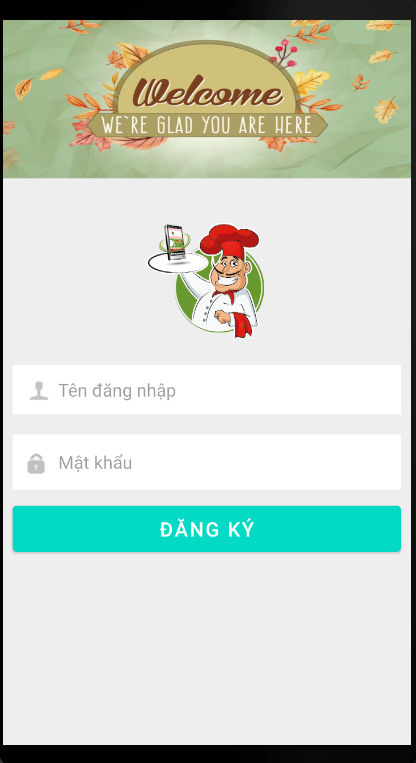 Welcome
WE`RE GLAD YOU ARE HERE
Tên đăng nhập
Mật khẩu
ĐĂNG KÝ